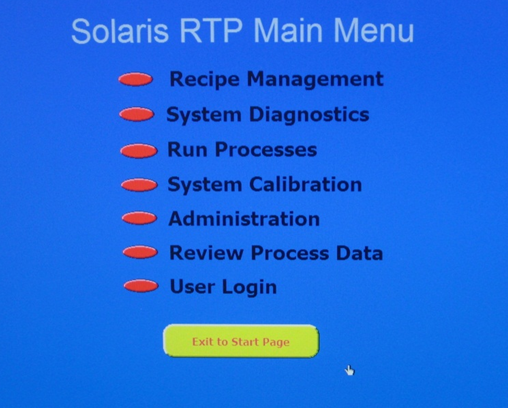 Solaris RTP Main Menu
Recipe Management
System Diagnostics
Run Processes
System Calibration
Administration
Review Process Data
User Login
Exit to Start Page